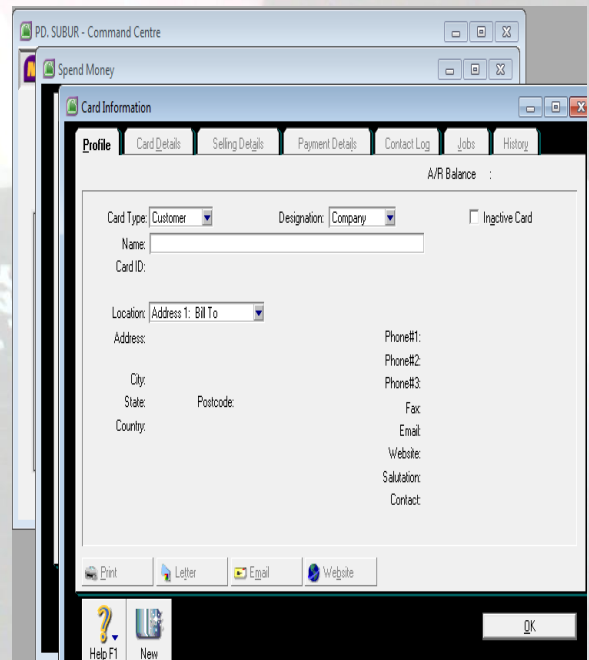 PD. SUBUR - Command Centre
Spend Money
Card Information
Profile Card Details Selling Details Payment Details Contact Log Jobs History
A/R Balance :
Card Type: Customer Designation: Company Inactive Card
Name:
Card ID:
Location: Address 1: Bill To
Address: Phone#1:
Phone#2:
City: Phone#3:
State: Postcode: Fax:
Country: Email:
Website:
Salutation:
Contact:
Print Letter Email Website
Help F1 New OK